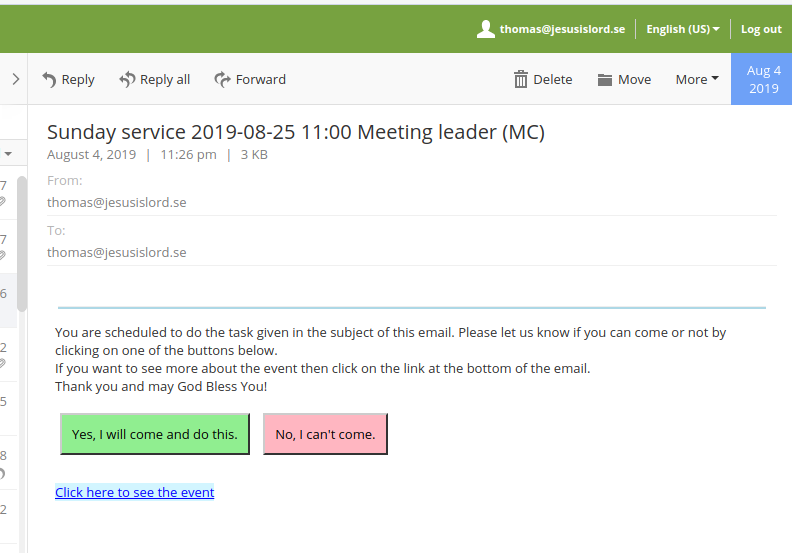 thomas@jesusislord.se English (US) Log out
Reply Reply all Forward Delete Move More Aug 4
2019
Sunday service 2019-08-25 11:00 Meeting leader (MC)
August 4, 2019 | 11:26 pm | 3 KB
From:
thomas@jesusislord.se
To:
thomas@jesusislord.se
You are scheduled to do the task given in the subject of this email. Please let us know if you can come or not by
clicking on one of the buttons below.
If you want to see more about the event then click on the link at the bottom of the email.
Thank you and may God Bless You!
Yes, I will come and do this. No, I can't come.
Click here to see the event
7
7
6
2
5
8
2